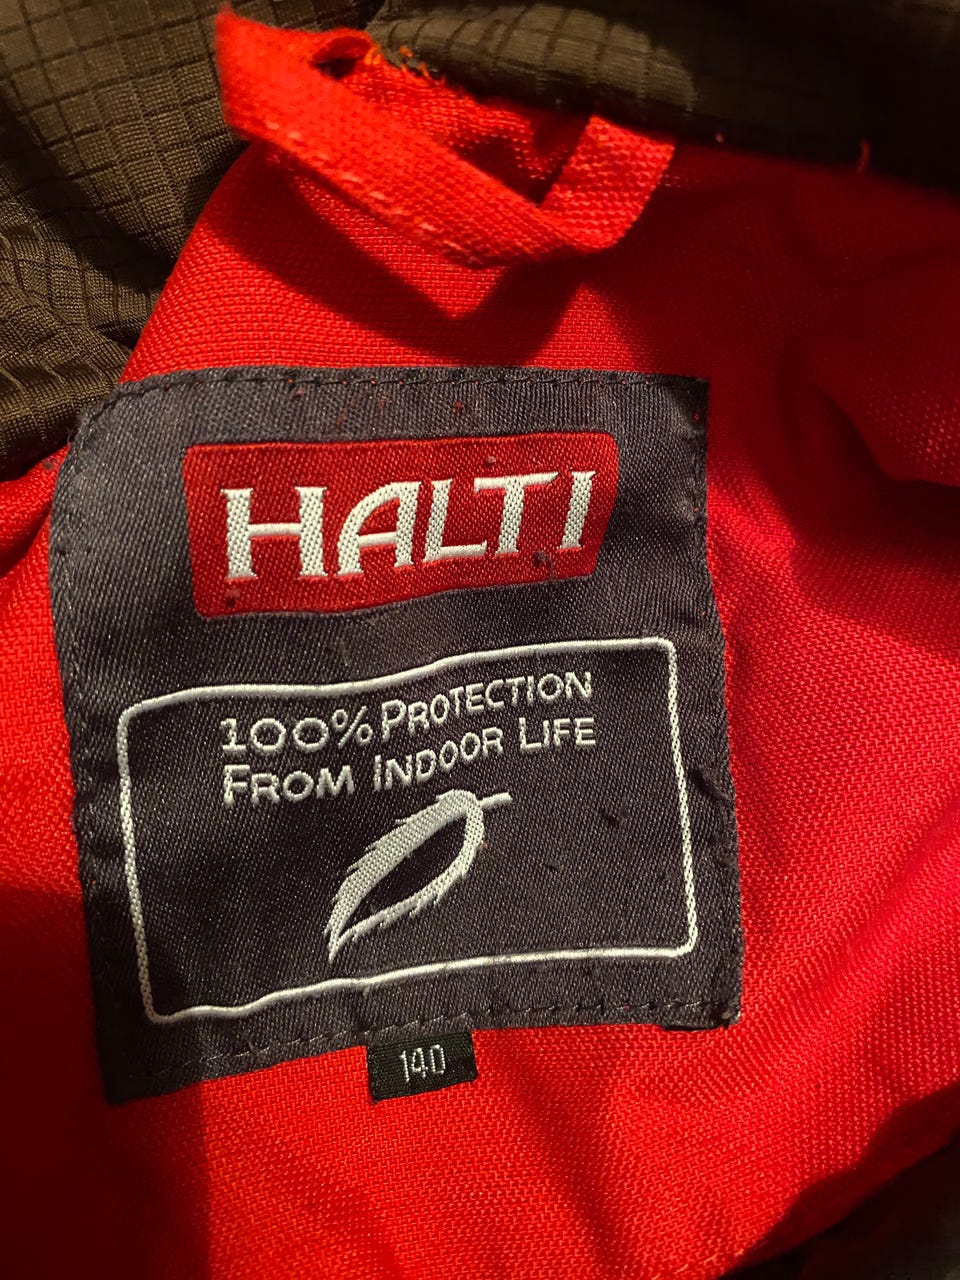 HALTI
100% PROTECTION
FROM INDOOR LIFE
140